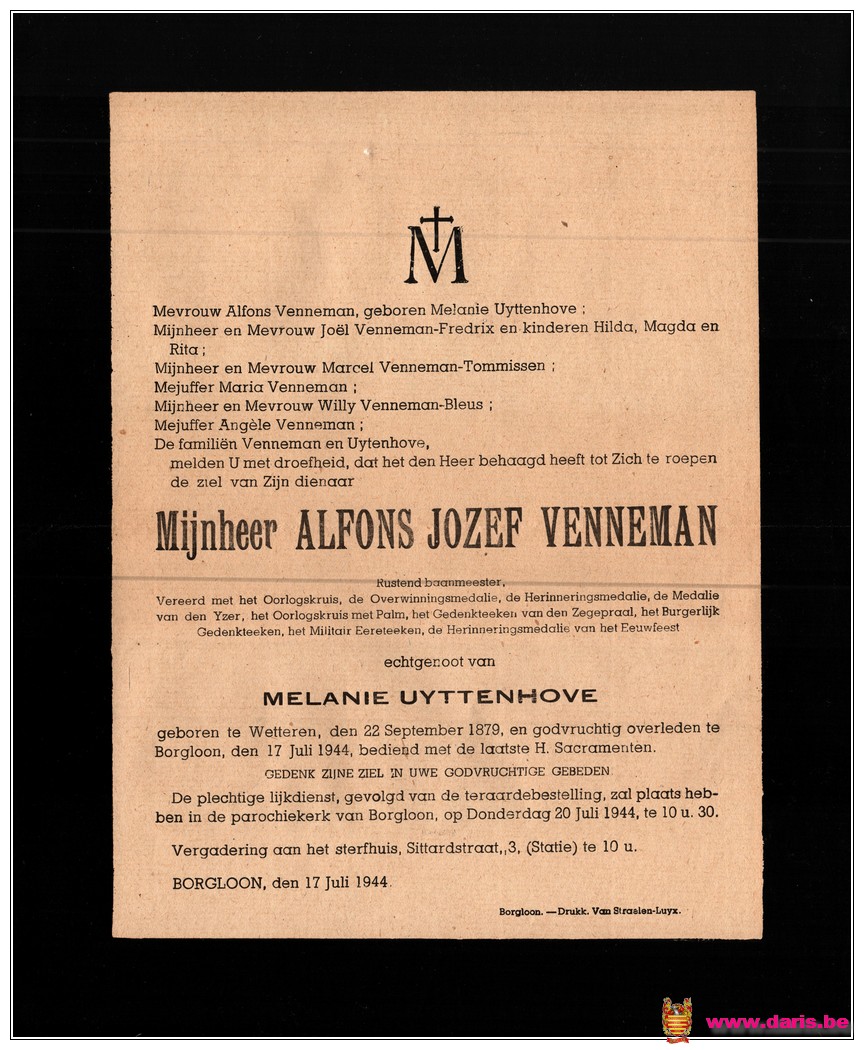 M
Mevrouw Alfons Venneman, geboren Melanie Uyttenhove ;
Mijnheer en Mevrouw Joël Venneman-Fredrix en kinderen Hilda, Magda en
Rita ;
Mijnheer en Mevrouw Marcel Venneman-Tommissen ;
Mejuffer Maria Venneman ;
Mijnheer en Mevrouw Willy Venneman-Bleus ;
Mejuffer Angèle Venneman ;
De familiën Venneman en Uytenhove,
melden U met droefheid, dat het den Heer behaagd heeft tot Zich te roepen
de ziel van Zijn dienaar
Mijnheer ALFONS JOZEF VENNEMAN
Rustend baanmeester,
Vereerd met het Oorlogskruis, de Overwinningsmedalie, de Herinneringsmedalie, de Medalie
van den Yzer, het Oorlogskruis met Palm, het Gedenkteeken van den Zegepraal, het Burgerlijk
Gedenkteeken, het Militair Eereteeken, de Herinneringsmedalie van het Eeuwfeest
echtgenoot van
MELANIE UYTTENHOVE
geboren te Wetteren, den 22 September 1879, en godvruchtig overleden te
Borgloon, den 17 Juli 1944, bediend met de laatste H. Sacramenten.
GEDENK ZIJNE ZIEL IN UWE GODVRUCHTIGE GEBEDEN
De plechtige lijkdienst, gevolgd van de teraardebestelling, zal plaats heb-
ben in de parochiekerk van Borgloon, op Donderdag 20 Juli 1944, te 10 u. 30.
Vergadering aan het sterfhuis, Sittardstraat, 3, (Statie) te 10 u.
BORGLOON, den 17 Juli 1944.
Borgloon. — Drukk. Van Straelen-Luyx.
www.daris.be